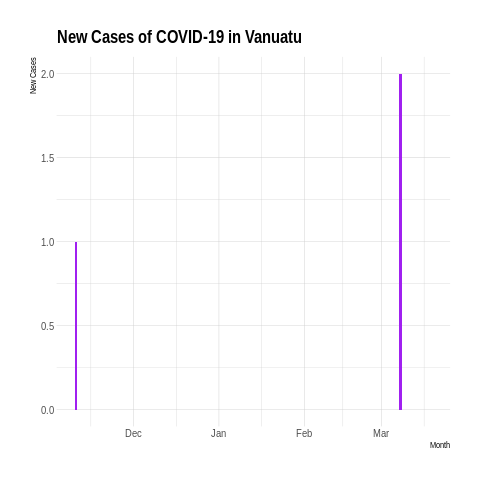 New Cases of COVID-19 in Vanuatu
New Cases
2.0
1.5
1.0
0.5
0.0
Dec Jan Feb Mar
Month